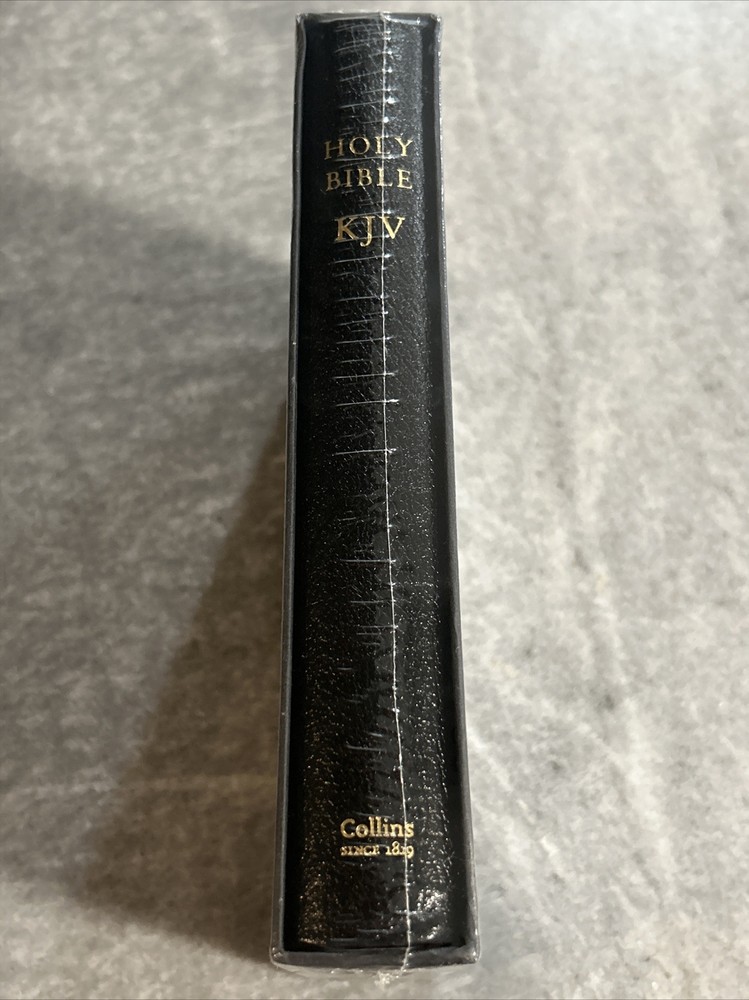 HOLY
BIBLE
KJV
Collins
SINCE 1819